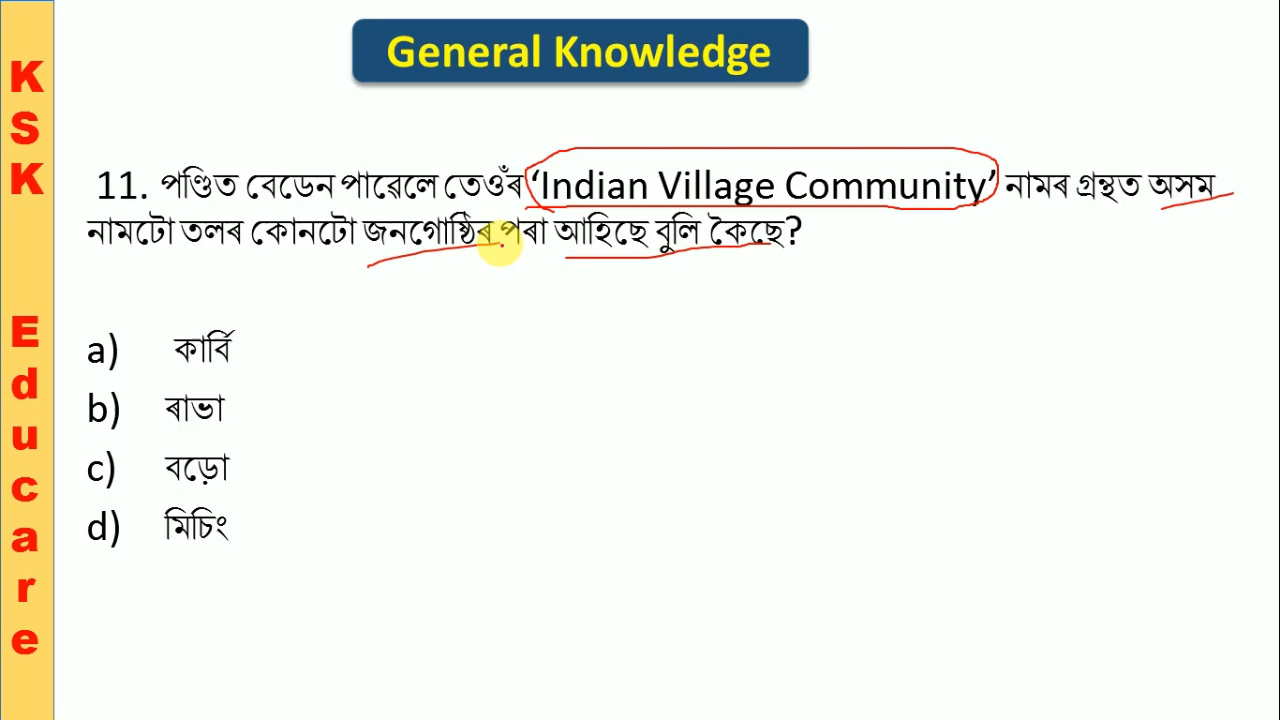 KSK Educare
General Knowledge
11. পণ্ডিত বেডেন পাৱেলে তেওঁৰ ‘Indian Village Community’ নামৰ গ্ৰন্থত অসম
নামটো তলৰ কোনটো জনগোষ্ঠিৰ পৰা আহিছে বুলি কৈছে?
a) কাৰ্বি
b) ৰাভা
c) বড়ো
d) মিচিং